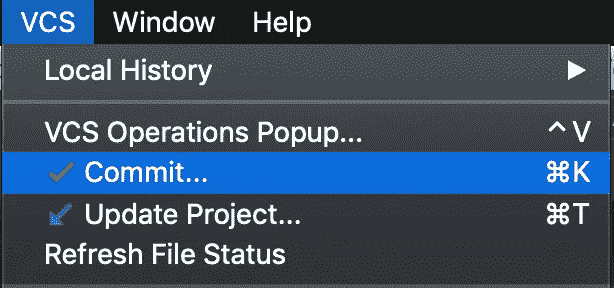 VCS Window Help
Local History
VCS Operations Popup... ^V
Commit... ⌘K
Update Project... ⌘T
Refresh File Status